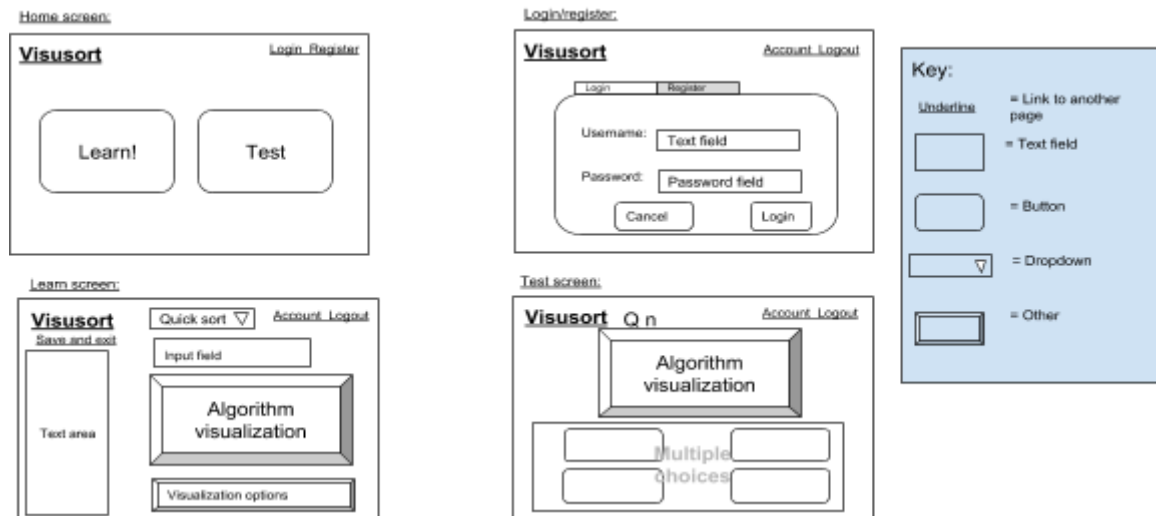 Home screen:
Visusort
Login Register
Learn!
Test
Login/register:
Visusort
Account Logout
Login
Register
Username:
Text field
Password:
Password field
Cancel
Login
Key:
Underline
= Link to another
page
= Text field
= Button
= Dropdown
= Other
Learn screen:
Visusort
Save and exit
Quick sort
Account Logout
Input field
Text area
Algorithm
visualization
Visualization options
Test screen:
Visusort
Q n
Account Logout
Algorithm
visualization
Multiple
choices